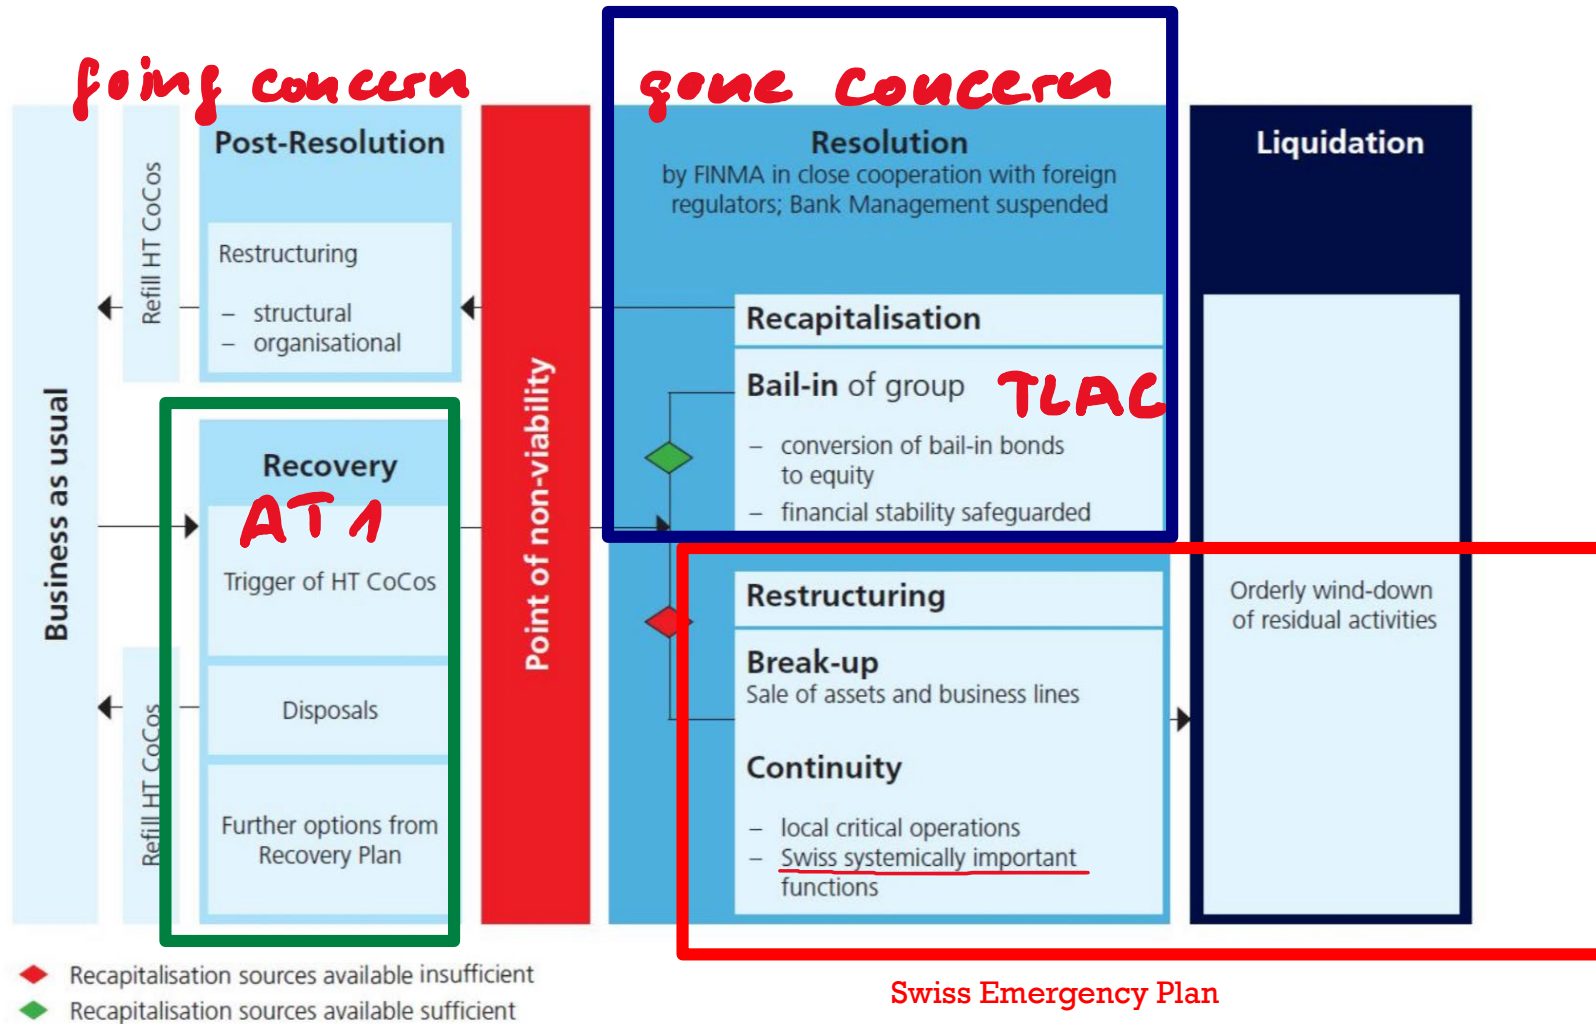 going concern
gone concern
Business as usual
Refill HT CoCos
Post-Resolution
Restructuring
– structural
– organisational
Refill HT CoCos
Recovery
AT1
Trigger of HT CoCos
Disposals
Further options from
Recovery Plan
Point of non-viability
Resolution
by FINMA in close cooperation with foreign
regulators; Bank Management suspended
Recapitalisation
Bail-in of group
TLAC
– conversion of bail-in bonds
to equity
– financial stability safeguarded
Restructuring
Break-up
Sale of assets and business lines
Continuity
– local critical operations
– Swiss systemically important
functions
Liquidation
Orderly wind-down
of residual activities
Recapitalisation sources available insufficient
Recapitalisation sources available sufficient
Swiss Emergency Plan